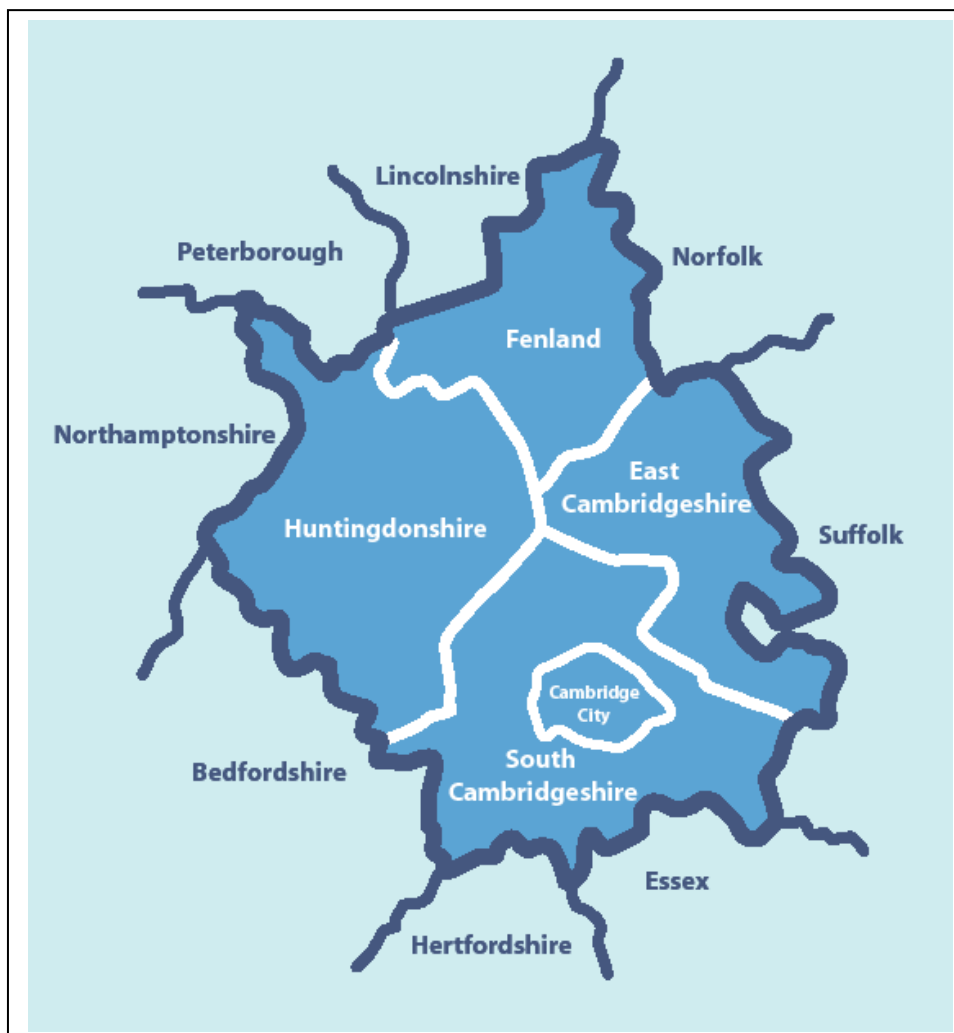 Lincolnshire
Peterborough
Norfolk
Fenland
Northamptonshire
East
Cambridgeshire
Huntingdonshire
Suffolk
Cambridge
City
South
Cambridgeshire
Bedfordshire
Essex
Hertfordshire